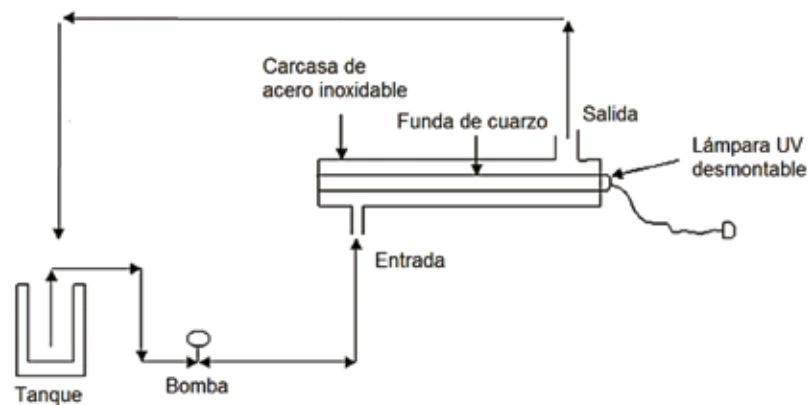 Carcasa de
acero inoxidable
Funda de cuarzo
Salida
Lámpara UV
desmontable
Entrada
Bomba
Tanque